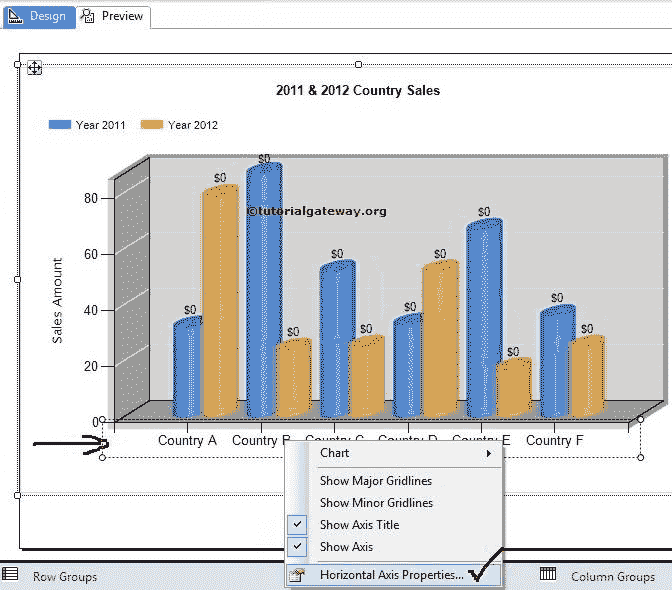 Design Preview
2011 & 2012 Country Sales
Year 2011 Year 2012
$0
$0
$0
$0
$0
$0
$0
$0
$0
$0
$0
$0
©tutorialgateway.org
80
60
40
20
0
Sales Amount
Country A Country B Country C Country D Country E Country F
Chart
Show Major Gridlines
Show Minor Gridlines
Show Axis Title
Show Axis
Horizontal Axis Properties...
Row Groups
Column Groups